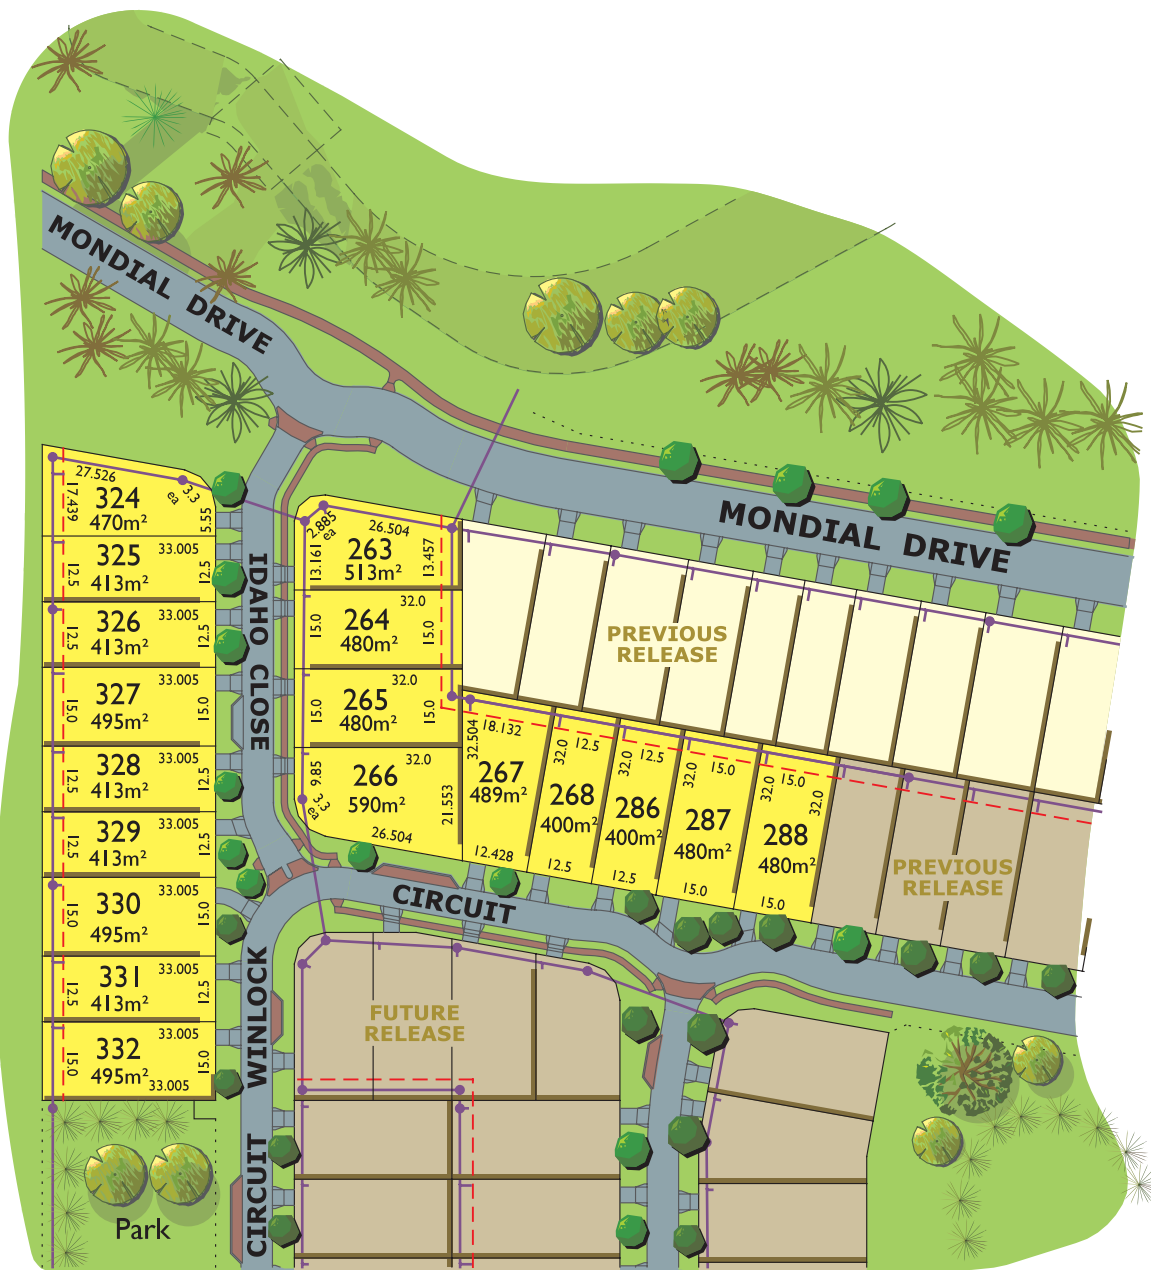 MONDIAL DRIVE
MONDIAL DRIVE
IDAHO CLOSE
27.526
3.3
ea
17.439
324
470m²
5.55
33.005
325
12.5
413m²
12.5
33.005
326
12.5
413m²
12.5
33.005
327
15.0
495m²
15.0
33.005
328
12.5
413m²
12.5
33.005
329
12.5
413m²
12.5
33.005
330
15.0
495m²
15.0
33.005
331
12.5
413m²
12.5
33.005
332
15.0
495m²
15.0
33.005
2.885
ea
26.504
13.161
263
513m²
13.457
32.0
264
15.0
480m²
15.0
32.0
265
15.0
480m²
15.0
32.0
9.85
266
590m²
3.3
ea
21.553
26.504
32.504
18.132
267
489m²
12.428
32.0
12.5
268
400m²
12.5
32.0
12.5
286
400m²
12.5
32.0
15.0
287
480m²
15.0
32.0
15.0
32.0
288
480m²
15.0
PREVIOUS
RELEASE
PREVIOUS
RELEASE
CIRCUIT
FUTURE
RELEASE
WINLOCK
CIRCUIT
Park